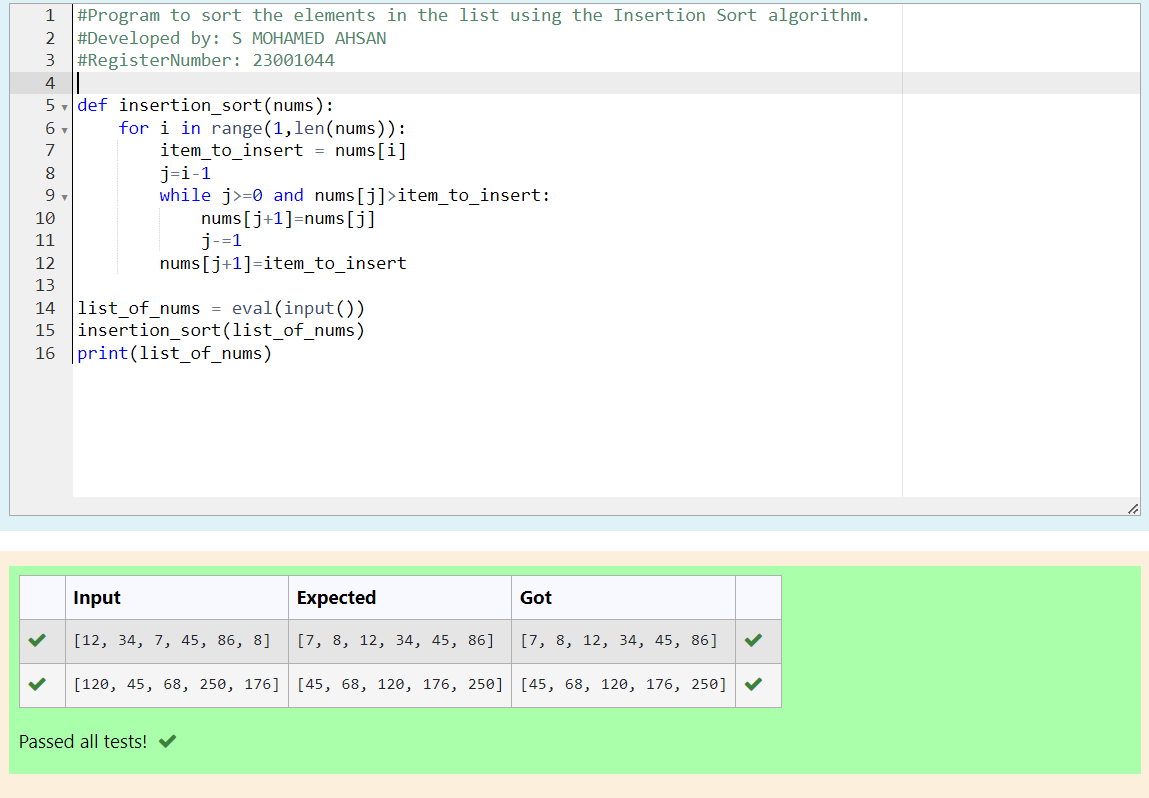 1 #Program to sort the elements in the list using the Insertion Sort algorithm.
2 #Developed by: S MOHAMED AHSAN
3 #RegisterNumber: 23001044
4
5 def insertion_sort(nums):
6     for i in range(1,len(nums)):
7         item_to_insert = nums[i]
8         j=i-1
9         while j>=0 and nums[j]>item_to_insert:
10             nums[j+1]=nums[j]
11             j-=1
12         nums[j+1]=item_to_insert
13
14 list_of_nums = eval(input())
15 insertion_sort(list_of_nums)
16 print(list_of_nums)
Input Expected Got
[12, 34, 7, 45, 86, 8] [7, 8, 12, 34, 45, 86] [7, 8, 12, 34, 45, 86]
[120, 45, 68, 250, 176] [45, 68, 120, 176, 250] [45, 68, 120, 176, 250]
Passed all tests!